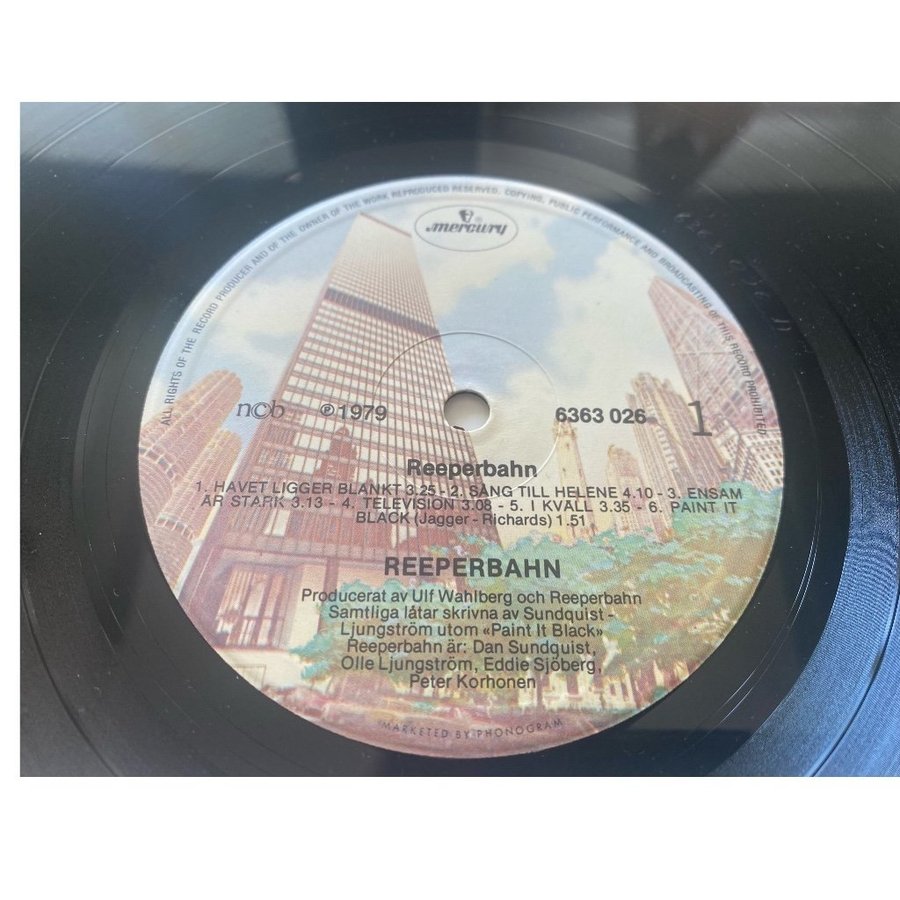 ALL RIGHTS OF THE RECORD PRODUCER AND OF THE OWNER OF THE WORK REPRODUCED RESERVED. COPYING, PUBLIC PERFORMANCE AND BROADCASTING OF THIS RECORD PROHIBITED
mercury ®
ncb ℗1979 6363 026 1
Reeperbahn
1. HAVET LIGGER BLANKT 3.25 - 2. SÅNG TILL HELENE 4.10 - 3. ENSAM
ÄR STARK 3.13 - 4. TELEVISION 3.08 - 5. I KVÄLL 3.35 - 6. PAINT IT
BLACK (Jagger - Richards) 1.51
REEPERBAHN
Producerat av Ulf Wahlberg och Reeperbahn
Samtliga låtar skrivna av Sundquist -
Ljungström utom «Paint It Black»
Reeperbahn är: Dan Sundquist,
Olle Ljungström, Eddie Sjöberg,
Peter Korhonen
MARKETED BY PHONOGRAM